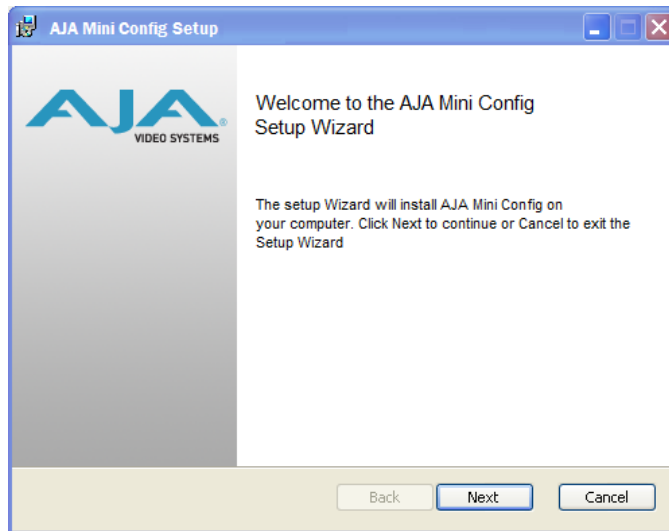 AJA Mini Config Setup
AJA®
VIDEO SYSTEMS
Welcome to the AJA Mini Config
Setup Wizard
The setup Wizard will install AJA Mini Config on
your computer. Click Next to continue or Cancel to exit the
Setup Wizard
Back
Next
Cancel